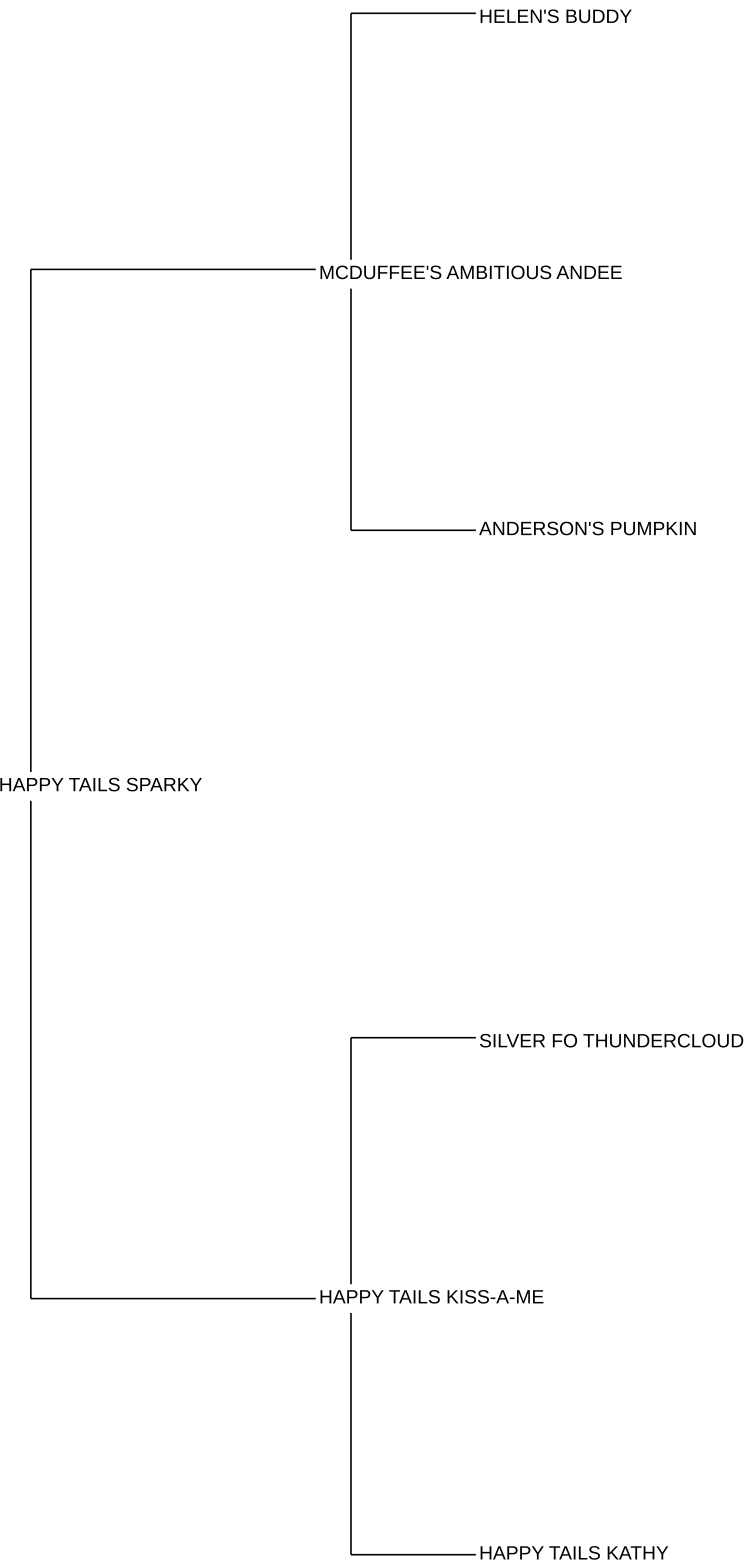 HELEN'S BUDDY
MCDUFFEE'S AMBITIOUS ANDEE
ANDERSON'S PUMPKIN
HAPPY TAILS SPARKY
SILVER FO THUNDERCLOUD
HAPPY TAILS KISS-A-ME
HAPPY TAILS KATHY